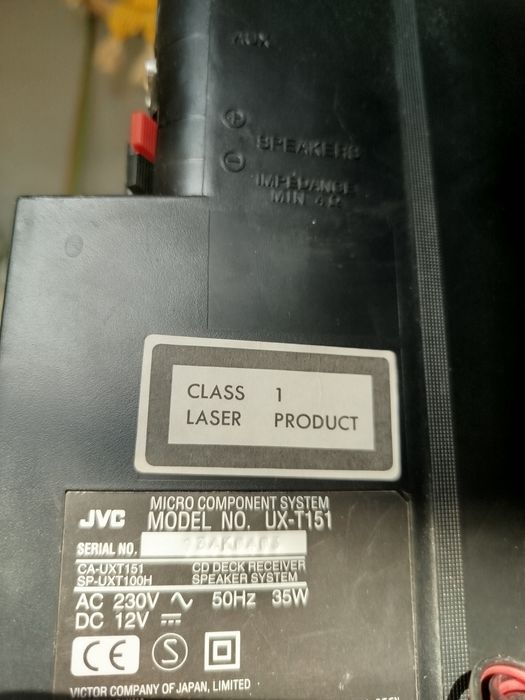 AUX
SPEAKERS
IMPEDANCE
MIN
CLASS 1
LASER PRODUCT
JVC MICRO COMPONENT SYSTEM
MODEL NO. UX-T151
SERIAL NO.
CA-UXT151 CD DECK RECEIVER
SP-UXT100H SPEAKER SYSTEM
AC 230V ∿ 50Hz 35W
DC 12V ⎓
CE S
VICTOR COMPANY OF JAPAN, LIMITED